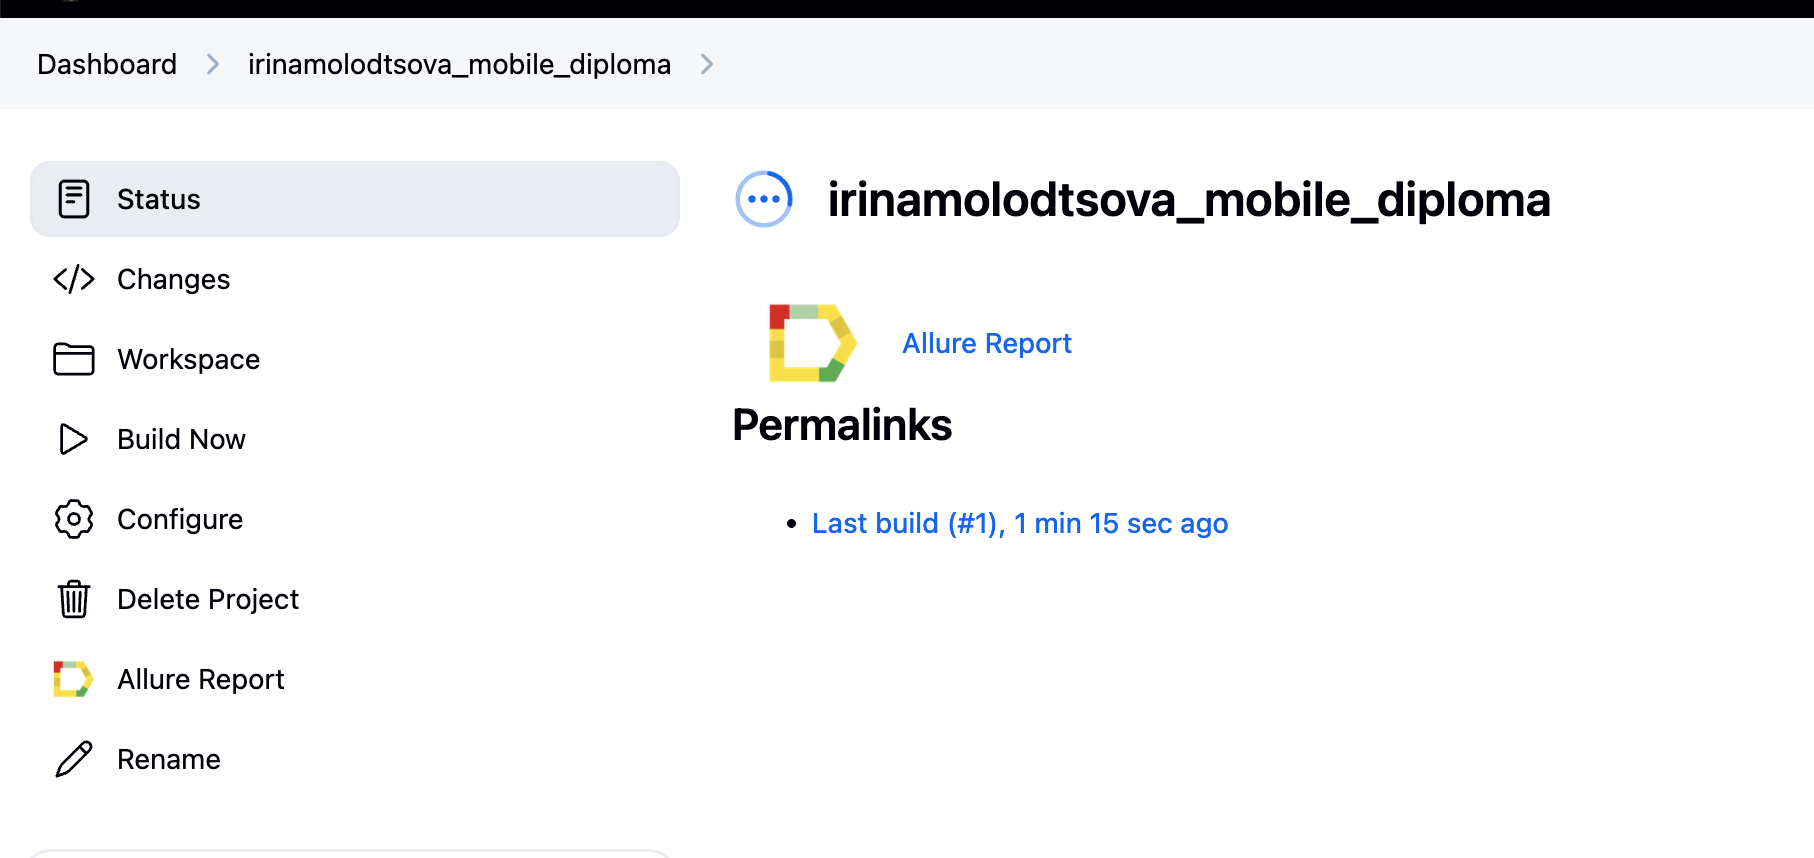 Dashboard
irinamolodtsova_mobile_diploma
Status
Changes
Workspace
Build Now
Configure
Delete Project
Allure Report
Rename
irinamolodtsova_mobile_diploma
Allure Report
Permalinks
Last build (#1), 1 min 15 sec ago